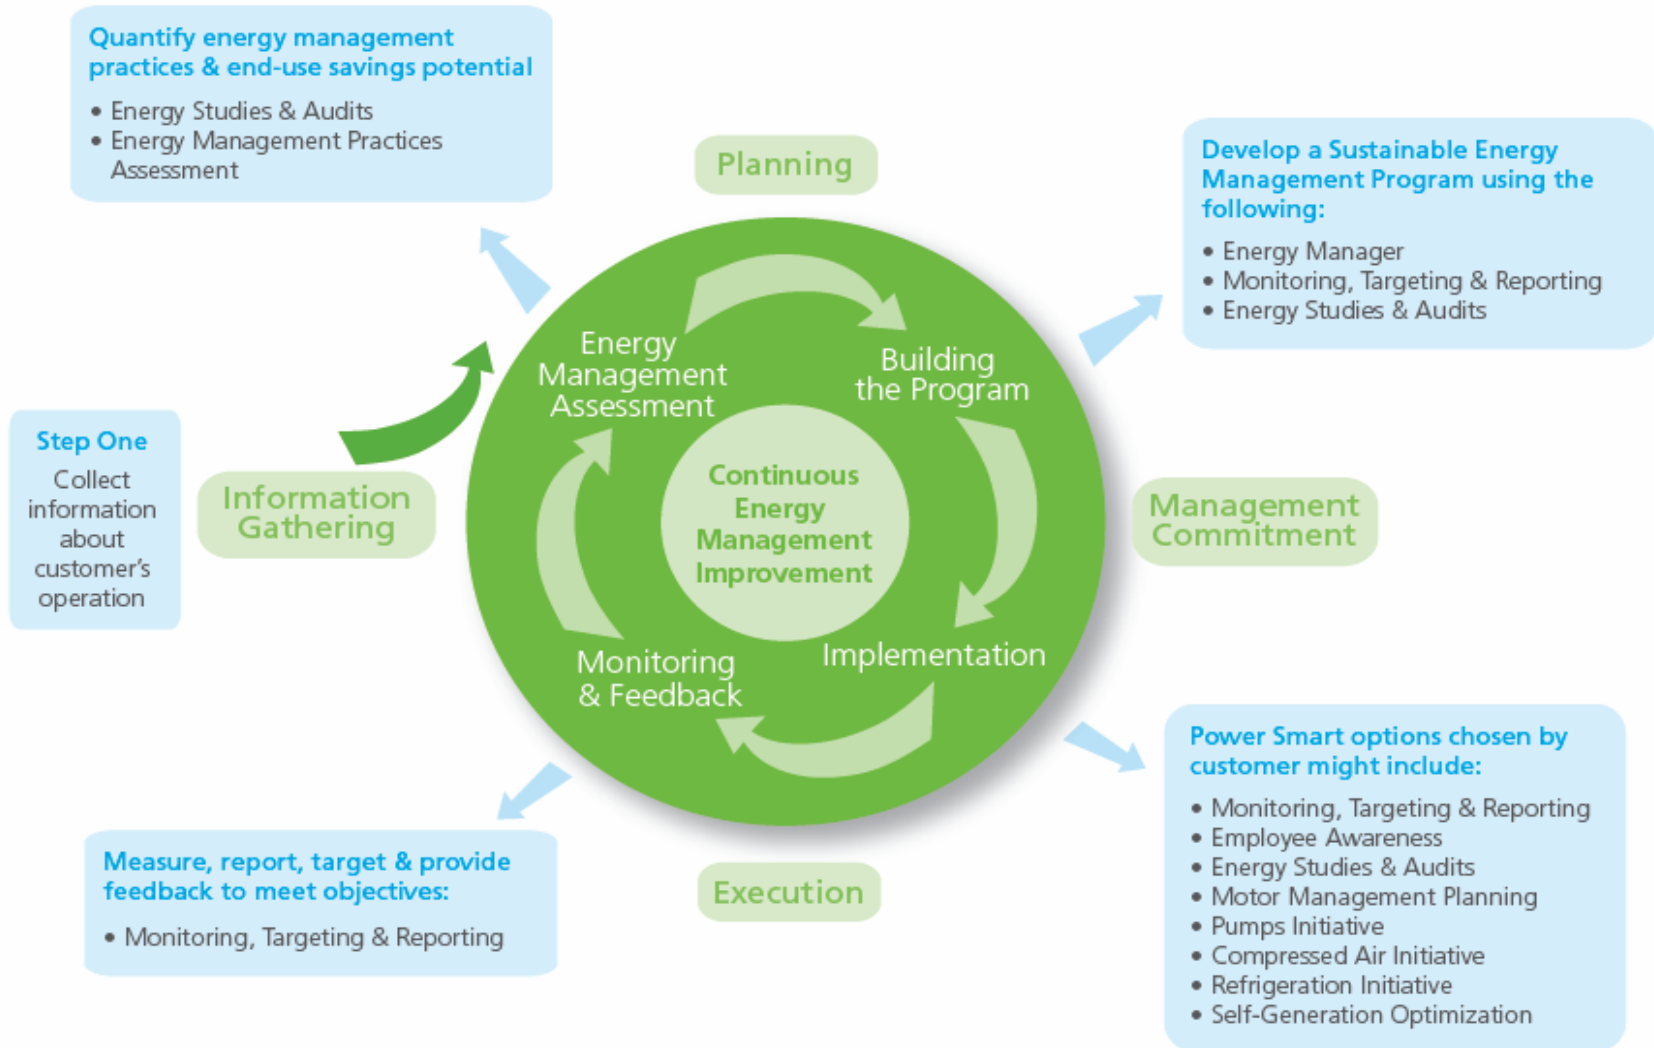 Quantify energy management
practices & end-use savings potential
• Energy Studies & Audits
• Energy Management Practices
Assessment
Planning
Develop a Sustainable Energy
Management Program using the
following:
• Energy Manager
• Monitoring, Targeting & Reporting
• Energy Studies & Audits
Energy
Management
Assessment
Building
the Program
Step One
Collect
information
about
customer's
operation
Information
Gathering
Continuous
Energy
Management
Improvement
Management
Commitment
Monitoring
& Feedback
Implementation
Power Smart options chosen by
customer might include:
• Monitoring, Targeting & Reporting
• Employee Awareness
• Energy Studies & Audits
• Motor Management Planning
• Pumps Initiative
• Compressed Air Initiative
• Refrigeration Initiative
• Self-Generation Optimization
Measure, report, target & provide
feedback to meet objectives:
• Monitoring, Targeting & Reporting
Execution